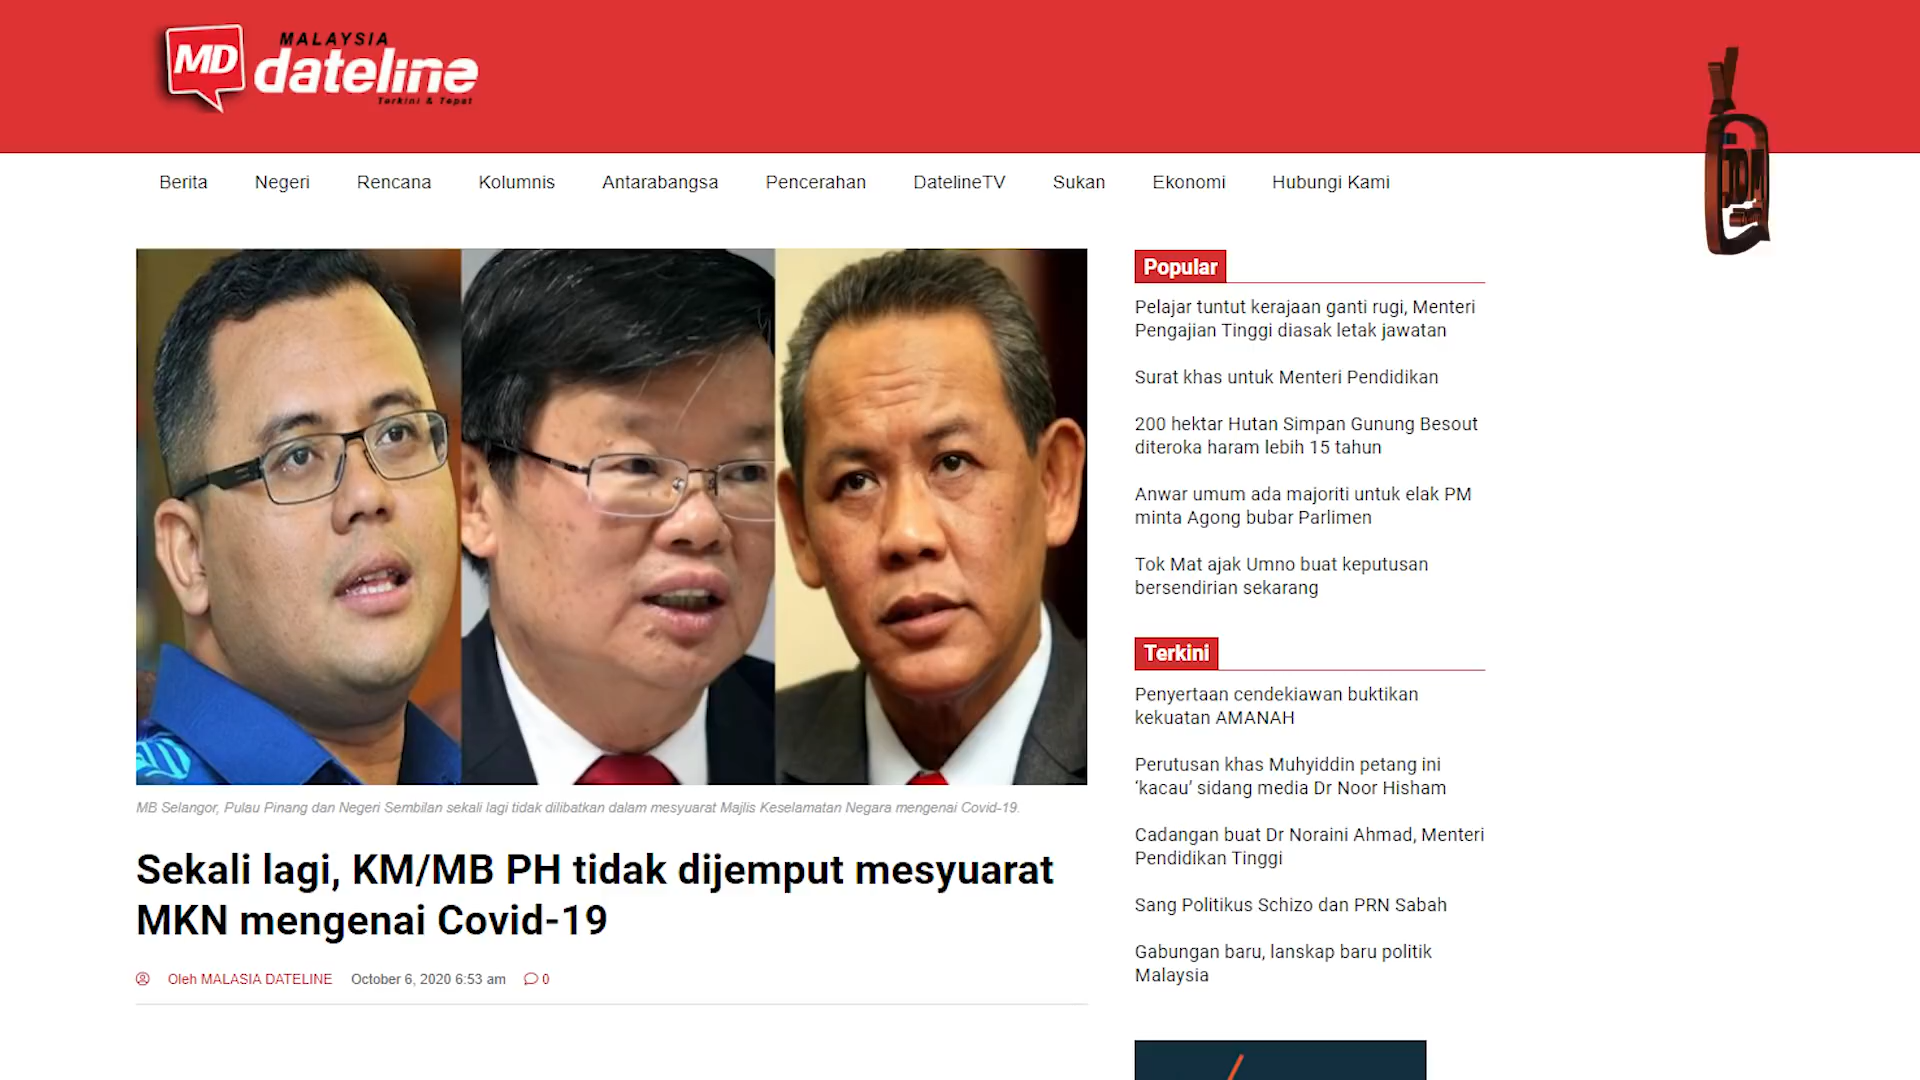 MD
MALAYSIA
dateline
Terkini & Tepat
Berita Negeri Rencana Kolumnis Antarabangsa Pencerahan DatelineTV Sukan Ekonomi Hubungi Kami
MB Selangor, Pulau Pinang dan Negeri Sembilan sekali lagi tidak dilibatkan dalam mesyuarat Majlis Keselamatan Negara mengenai Covid-19.
Sekali lagi, KM/MB PH tidak dijemput mesyuarat
MKN mengenai Covid-19
Oleh MALASIA DATELINE October 6, 2020 6:53 am 0
Popular
Pelajar tuntut kerajaan ganti rugi, Menteri
Pengajian Tinggi diasak letak jawatan
Surat khas untuk Menteri Pendidikan
200 hektar Hutan Simpan Gunung Besout
diteroka haram lebih 15 tahun
Anwar umum ada majoriti untuk elak PM
minta Agong bubar Parlimen
Tok Mat ajak Umno buat keputusan
bersendirian sekarang
Terkini
Penyertaan cendekiawan buktikan
kekuatan AMANAH
Perutusan khas Muhyiddin petang ini
‘kacau’ sidang media Dr Noor Hisham
Cadangan buat Dr Noraini Ahmad, Menteri
Pendidikan Tinggi
Sang Politikus Schizo dan PRN Sabah
Gabungan baru, lanskap baru politik
Malaysia